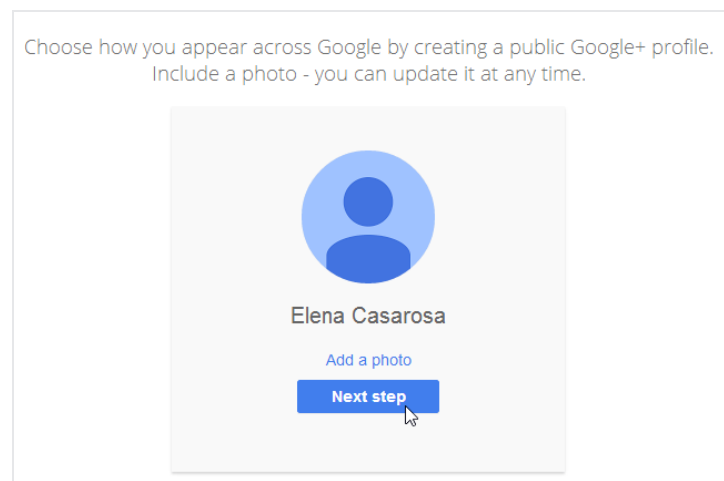 Choose how you appear across Google by creating a public Google+ profile.
Include a photo - you can update it at any time.
Elena Casarosa
Add a photo
Next step